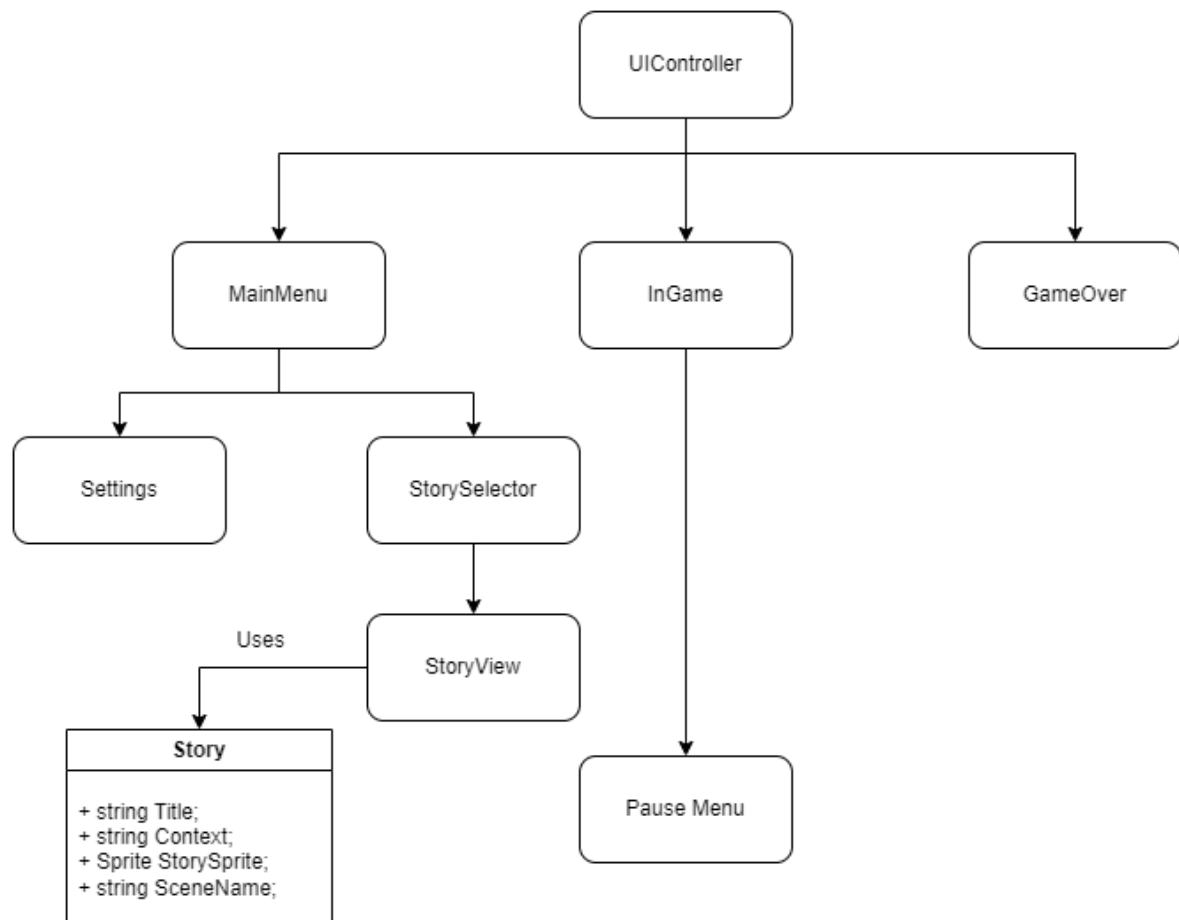 UIController
MainMenu
InGame
GameOver
Settings
StorySelector
Uses
StoryView
Story
+ string Title;
+ string Context;
+ Sprite StorySprite;
+ string SceneName;
Pause Menu